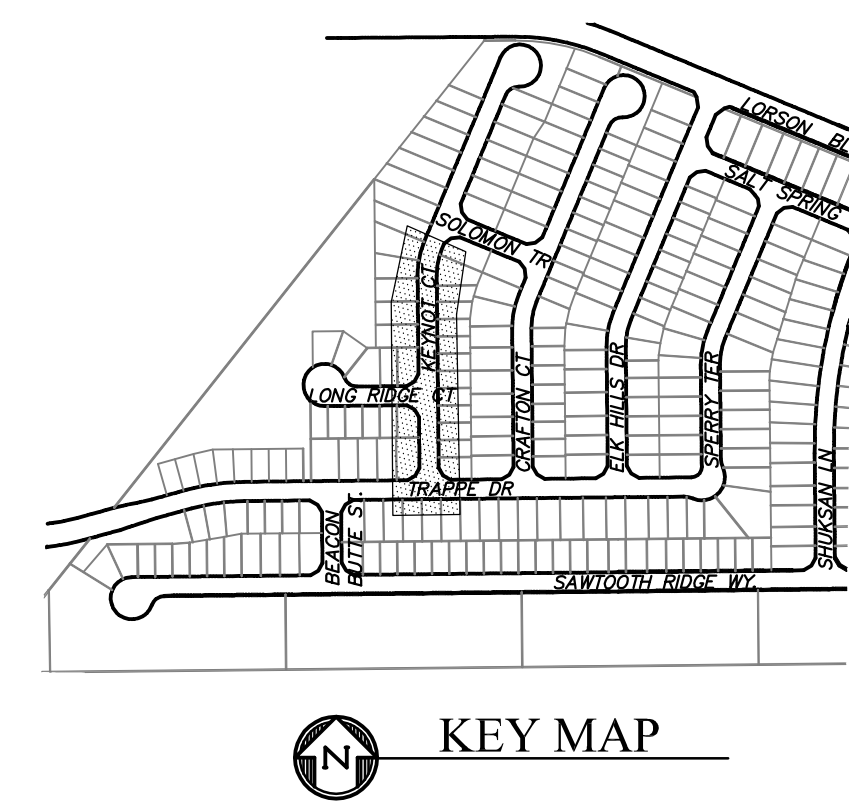 LORSON BL
SALT SPRING
SOLOMON TR
KEYNOT CT
LONG RIDGE CT
CRAFTON CT
ELK HILLS DR
SPERRY TER
SHUKSAN LN
TRAPPE DR
BEACON
BUTTE ST.
SAWTOOTH RIDGE WY.
N
KEY MAP